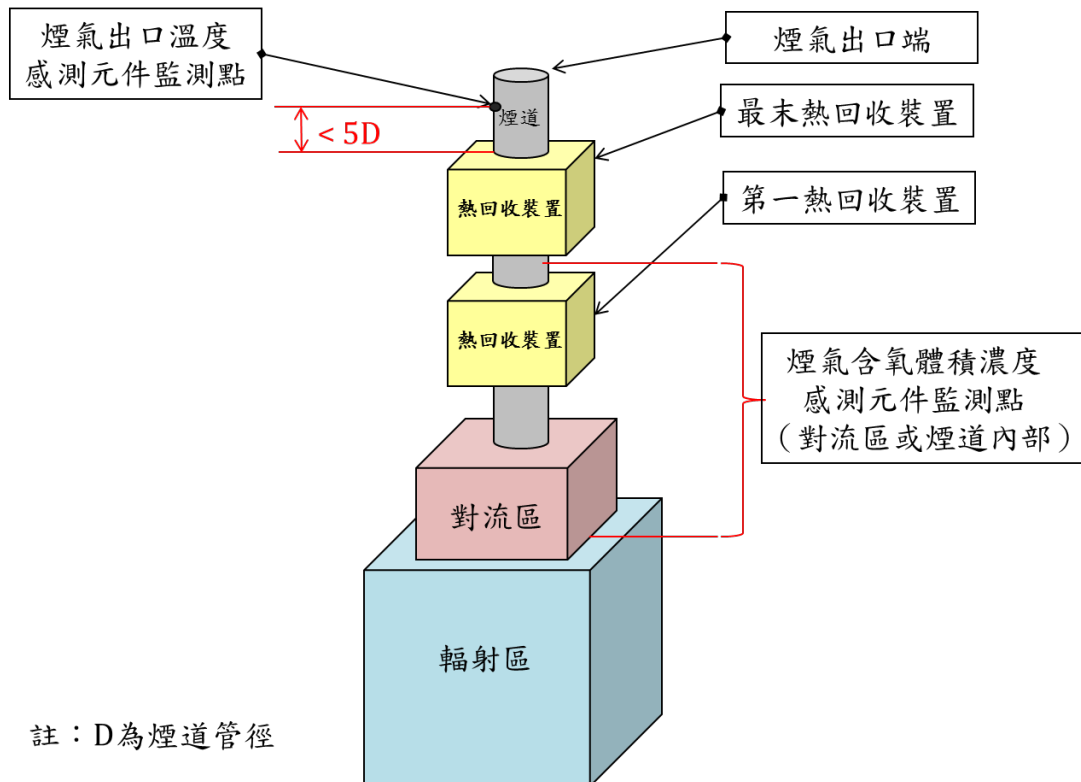 煙氣出口溫度
感測元件監測點
煙氣出口端
煙道
<5D
最末熱回收裝置
熱回收裝置
第一熱回收裝置
熱回收裝置
煙氣含氧體積濃度
感測元件監測點
（對流區或煙道內部）
對流區
輻射區
註：D為煙道管徑